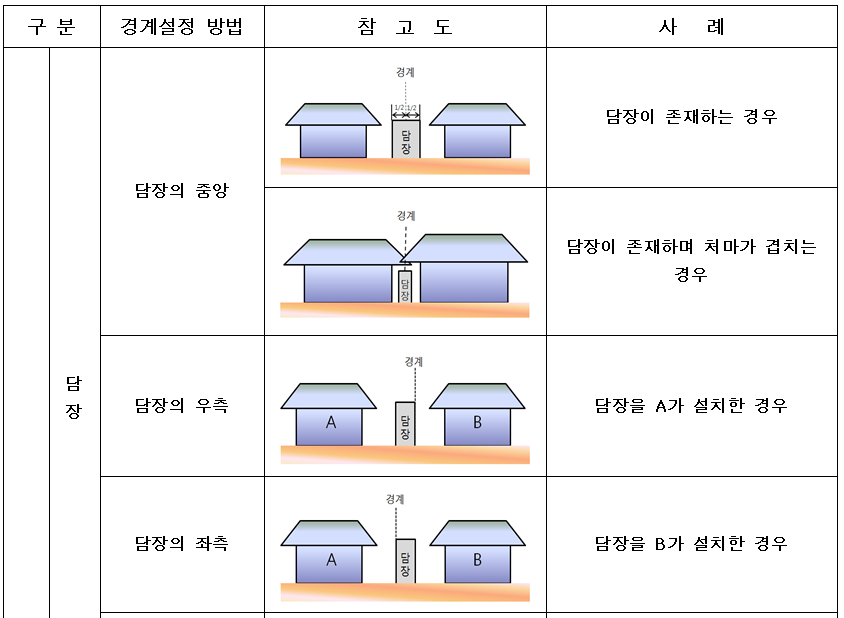 구 분 경계설정 방법 참 고 도 사 례
담
장
담장의 중앙
경계
1/2 1/2
담
장
담장이 존재하는 경우
경계
담
장
담장이 존재하며 처마가 겹치는
경우
담장의 우측
경계
A
담
장
B
담장을 A가 설치한 경우
담장의 좌측
경계
A
담
장
B
담장을 B가 설치한 경우